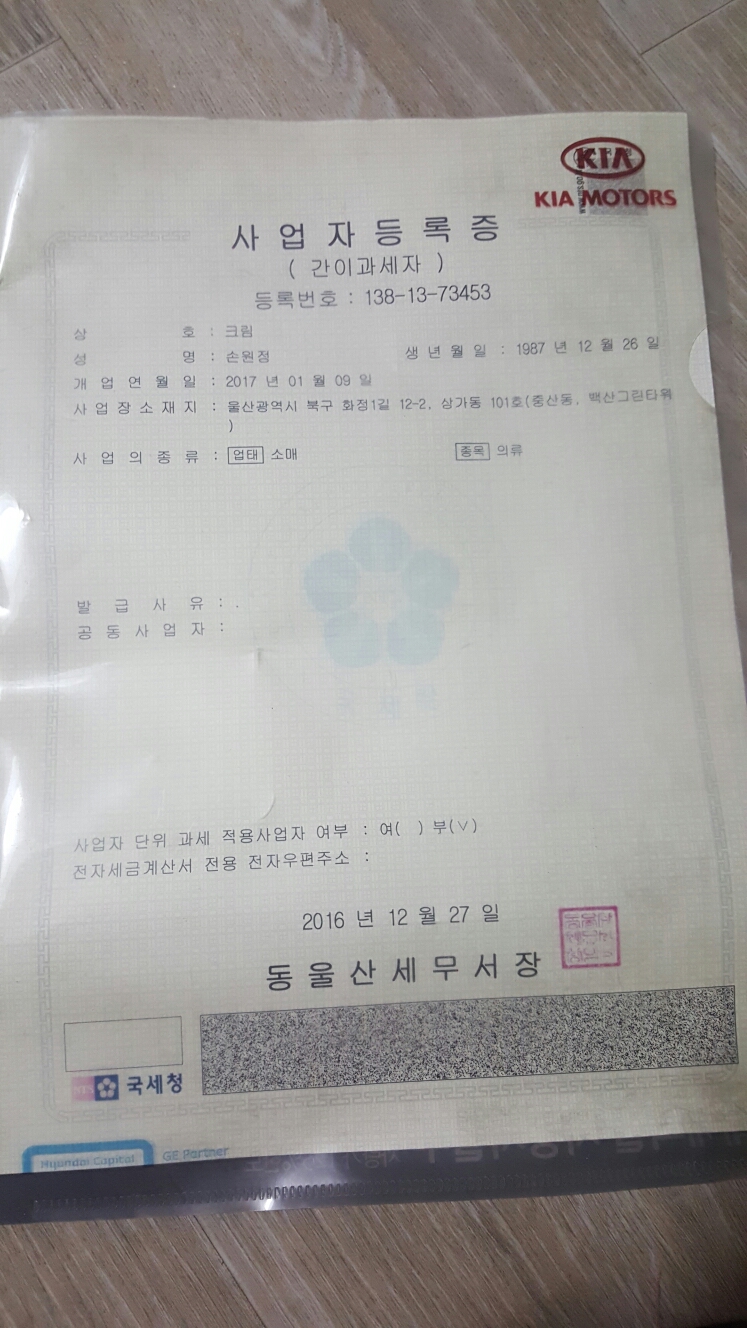 KIA
KIA MOTORS
사업자등록증
( 간이과세자 )
등록번호 : 138-13-73453
상 호 : 크림
성 명 : 손원정 생년월일 : 1987 년 12 월 26 일
개업연월일 : 2017 년 01 월 09 일
사업장소재지 : 울산광역시 북구 화정1길 12-2, 상가동 101호(중산동, 백산그린타워
)
사업의종류 : 업태 소매 종목 의류
발급사유 : .
공동사업자 :
사업자 단위 과세 적용사업자 여부 : 여( ) 부(∨)
전자세금계산서 전용 전자우편주소 :
2016 년 12 월 27 일
동울산세무서장
NTS 국세청
Hyundai Capital GE Partner